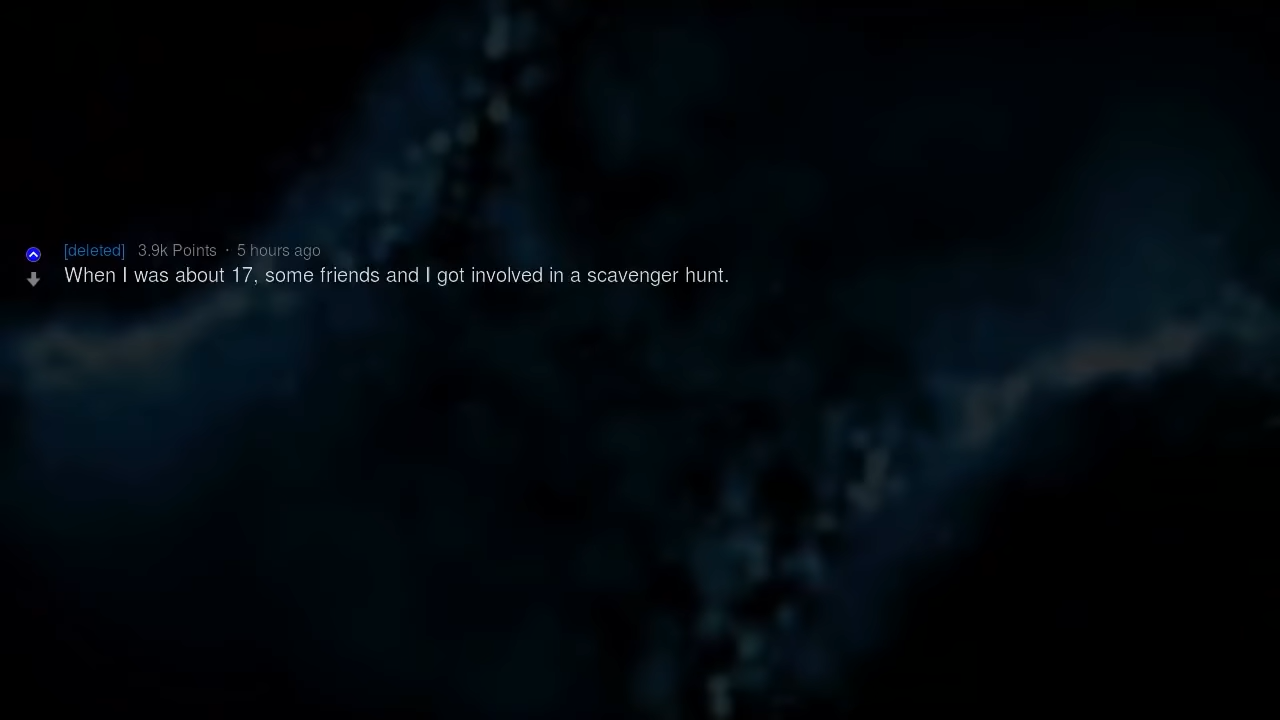 [deleted] 3.9k Points · 5 hours ago
When I was about 17, some friends and I got involved in a scavenger hunt.